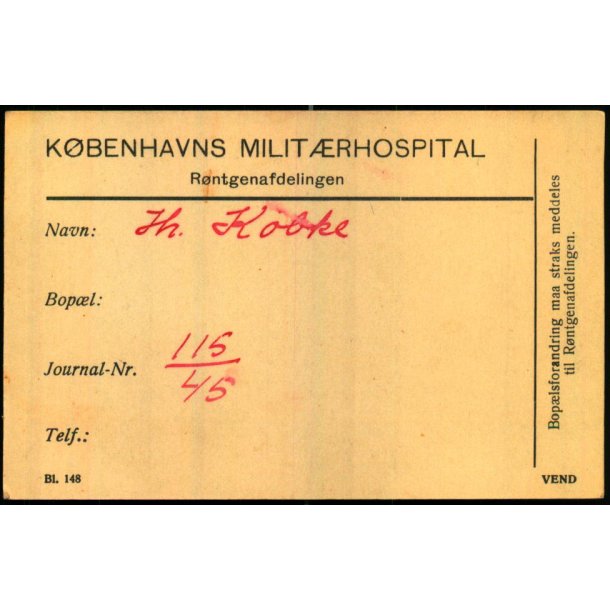 KØBENHAVNS MILITÆRHOSPITAL
Røntgenafdelingen
Navn: Th. Kobke
Bopæl:
Journal-Nr. 115/45
Telf.:
Bl. 148
VEND
Bopælsforandring maa straks meddeles
til Røntgenafdelingen.